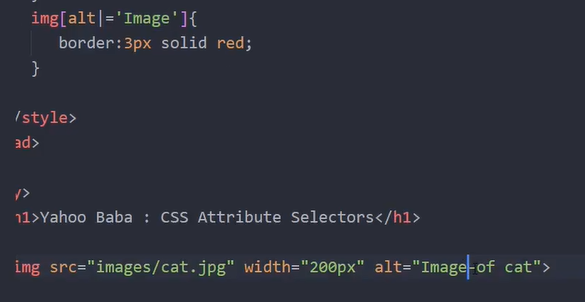 img[alt|='Image']{
border:3px solid red;
}
/style>
ad>
y>
h1>Yahoo Baba : CSS Attribute Selectors</h1>
img src="images/cat.jpg" width="200px" alt="Image-of cat">